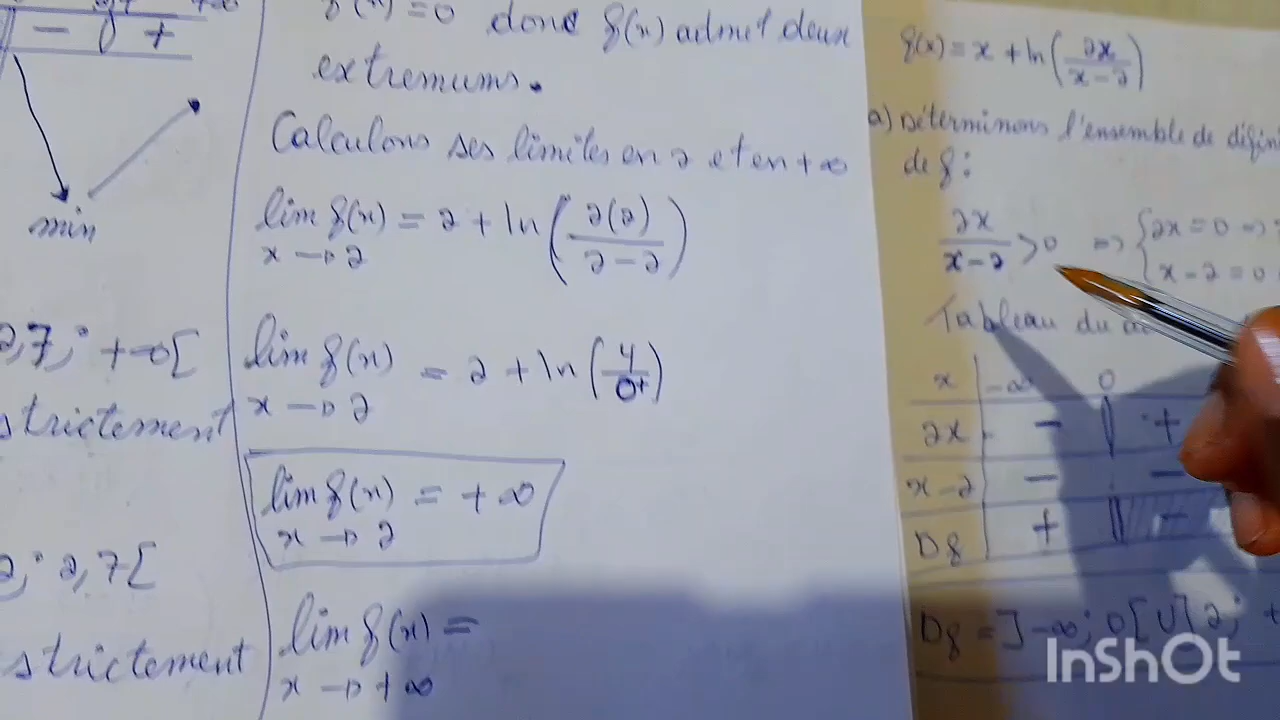 - 0 +
min
2,7; +∞[
strictement
2; 2,7[
strictement
f'(x) = 0 donc f(x) admet deux
extremums.
Calculons ses limites en 2 et en +∞
lim f(x) = 2 + ln(2(2)/(2-2))
x → 2
lim f(x) = 2 + ln(4/0⁺)
x → 2
lim f(x) = +∞
x → 2
lim f(x) =
x → +∞
f(x) = x + ln(2x/(x-2))
a) Déterminons l'ensemble de
de f:
2x/(x-2) > 0 => { 2x = 0 =>
x - 2 = 0
Tableau du
x -∞ 0
2x - +
x-2 - -
Df + -
Df = ]-∞; 0[ U ]2; +
InShOt